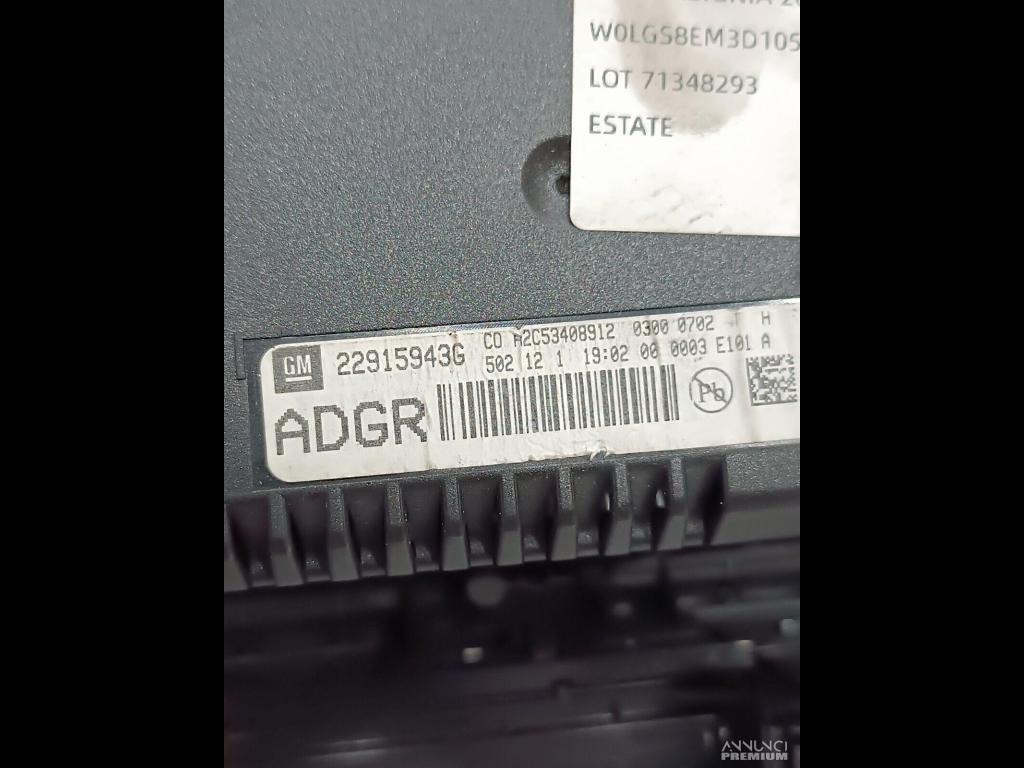 W0LGS8EM3D105
LOT 71348293
ESTATE
GM 22915943G CO A2C53408912 0300 0702 H
502 12 1 19:02 00 0003 E101 A
ADGR
Pb
ANNUNCI
PREMIUM